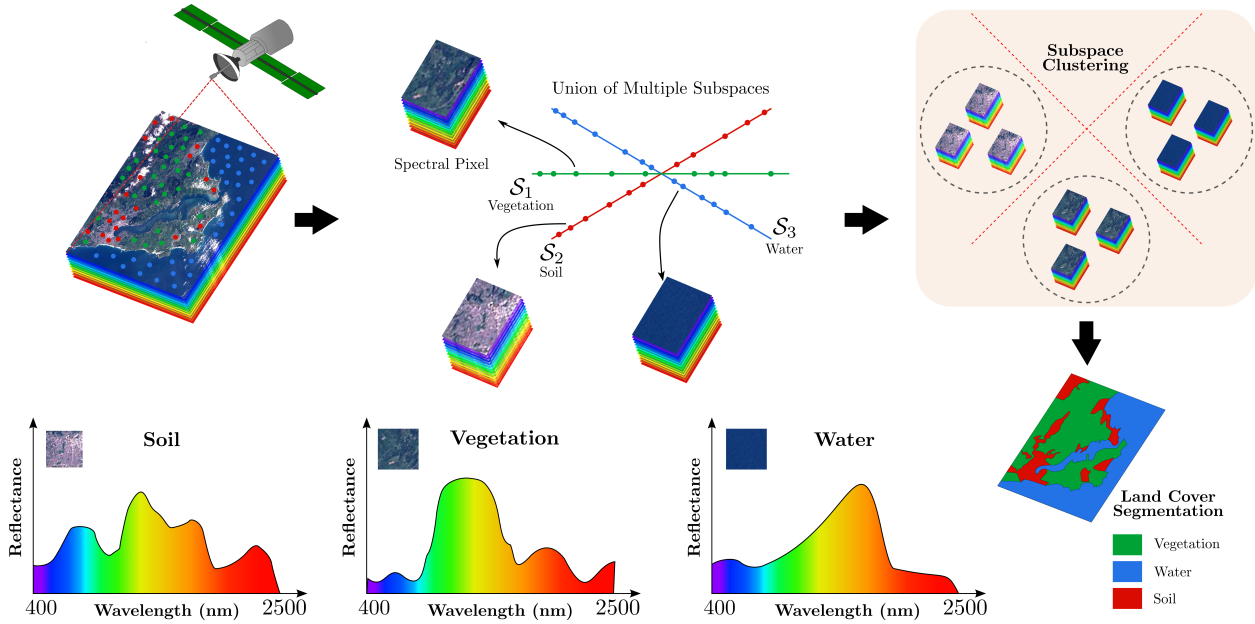 Union of Multiple Subspaces
Spectral Pixel
S₁
Vegetation
S₂
Soil
S₃
Water
Subspace
Clustering
Soil
Reflectance
400
Wavelength (nm)
2500
Vegetation
Reflectance
400
Wavelength (nm)
2500
Water
Reflectance
400
Wavelength (nm)
2500
Land Cover
Segmentation
Vegetation
Water
Soil